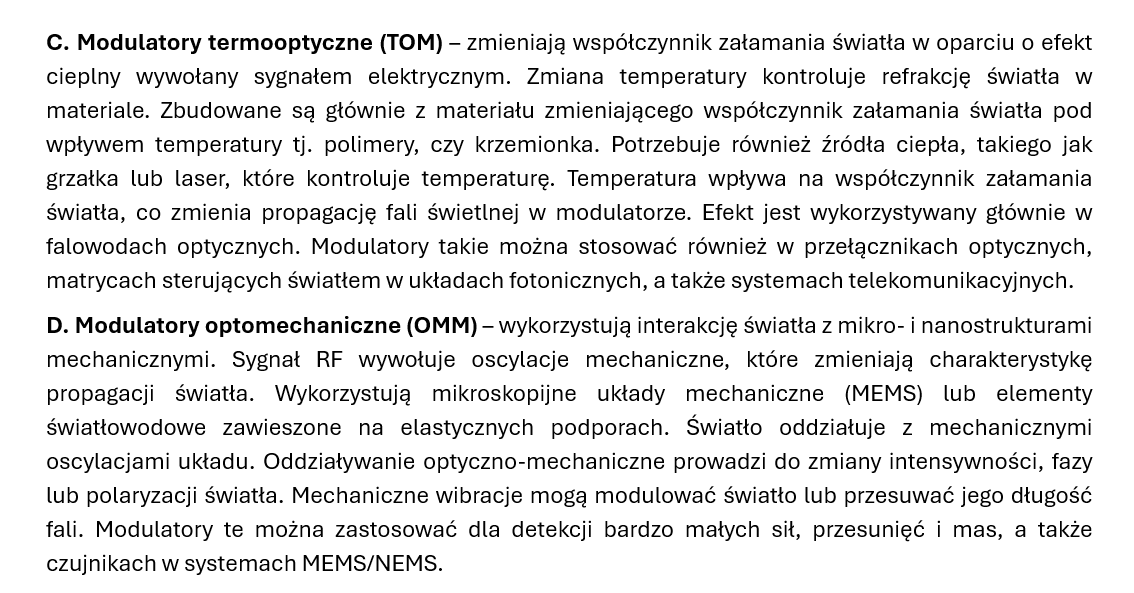 C. Modulatory termooptyczne (TOM) – zmieniają współczynnik załamania światła w oparciu o efekt
cieplny wywołany sygnałem elektrycznym. Zmiana temperatury kontroluje refrakcję światła w
materiale. Zbudowane są głównie z materiału zmieniającego współczynnik załamania światła pod
wpływem temperatury tj. polimery, czy krzemionka. Potrzebuje również źródła ciepła, takiego jak
grzałka lub laser, które kontroluje temperaturę. Temperatura wpływa na współczynnik załamania
światła, co zmienia propagację fali świetlnej w modulatorze. Efekt jest wykorzystywany głównie w
falowodach optycznych. Modulatory takie można stosować również w przełącznikach optycznych,
matrycach sterujących światłem w układach fotonicznych, a także systemach telekomunikacyjnych.
D. Modulatory optomechaniczne (OMM) – wykorzystują interakcję światła z mikro- i nanostrukturami
mechanicznymi. Sygnał RF wywołuje oscylacje mechaniczne, które zmieniają charakterystykę
propagacji światła. Wykorzystują mikroskopijne układy mechaniczne (MEMS) lub elementy
światłowodowe zawieszone na elastycznych podporach. Światło oddziałuje z mechanicznymi
oscylacjami układu. Oddziaływanie optyczno-mechaniczne prowadzi do zmiany intensywności, fazy
lub polaryzacji światła. Mechaniczne wibracje mogą modulować światło lub przesuwać jego długość
fali. Modulatory te można zastosować dla detekcji bardzo małych sił, przesunięć i mas, a także
czujnikach w systemach MEMS/NEMS.